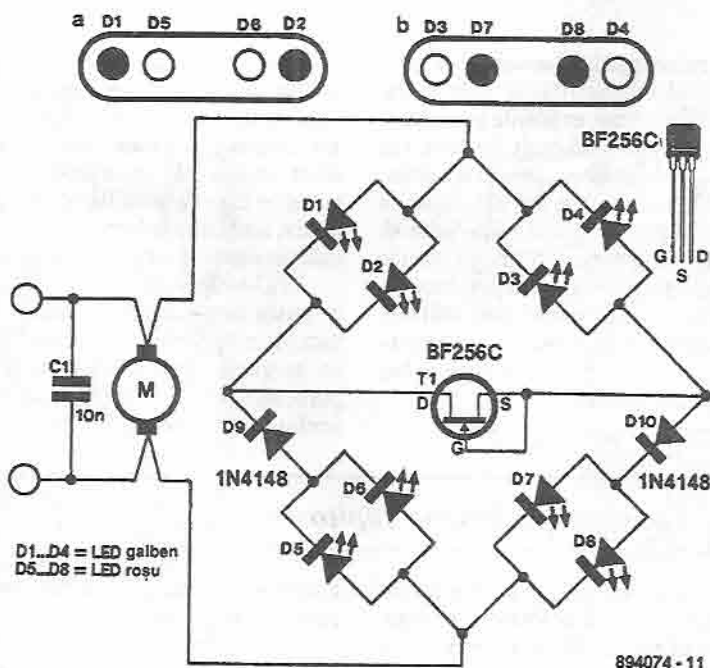 a D1 D5 D6 D2
b D3 D7 D8 D4
BF256C
G S D
D1
D2
D4
D3
BF256C
T1
D S
G
C1
10n
M
D9
1N4148
D10
1N4148
D6
D5
D7
D8
D1...D4 = LED galben
D5...D8 = LED roșu
894074 - 11